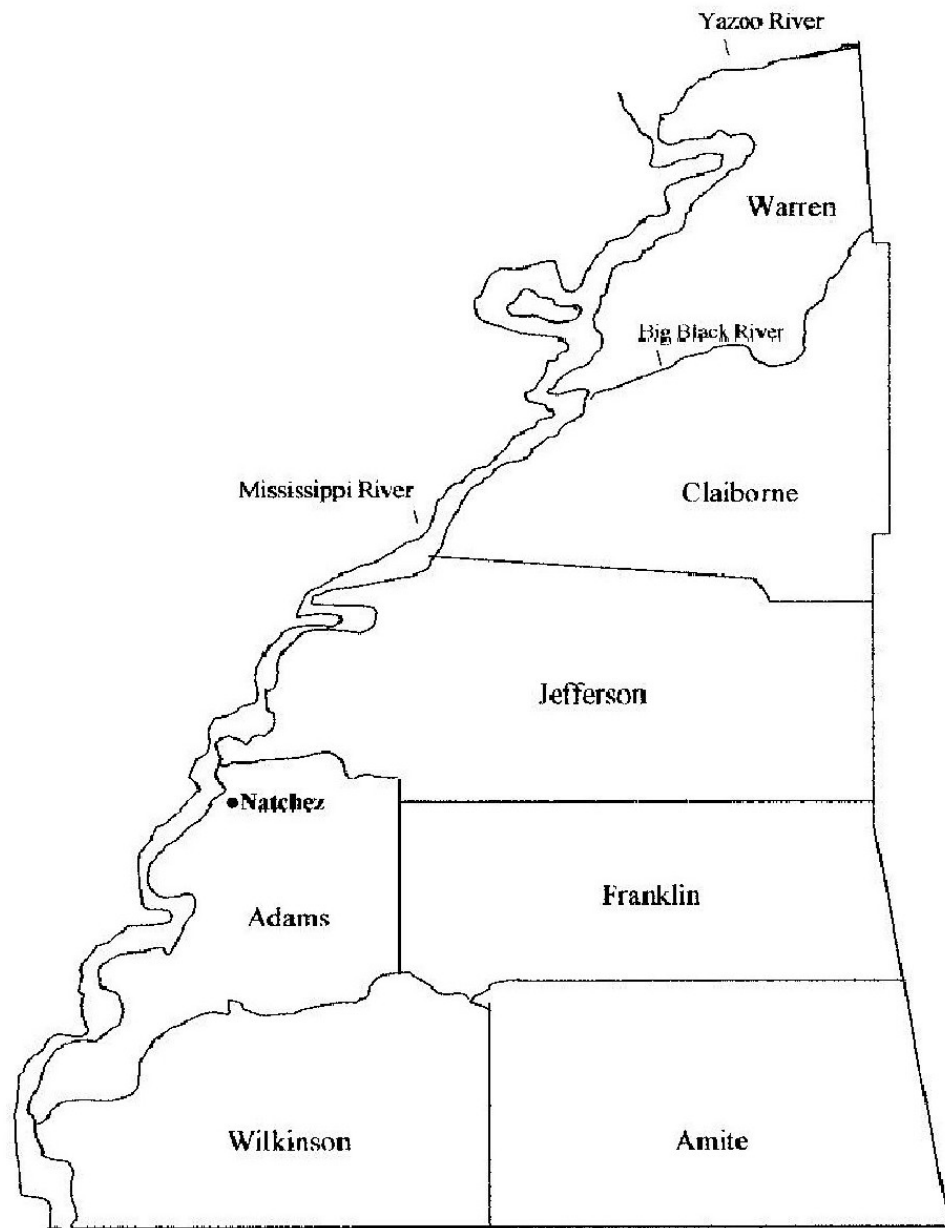 Yazoo River
Warren
Big Black River
Mississippi River
Claiborne
Jefferson
Natchez
Franklin
Adams
Wilkinson
Amite